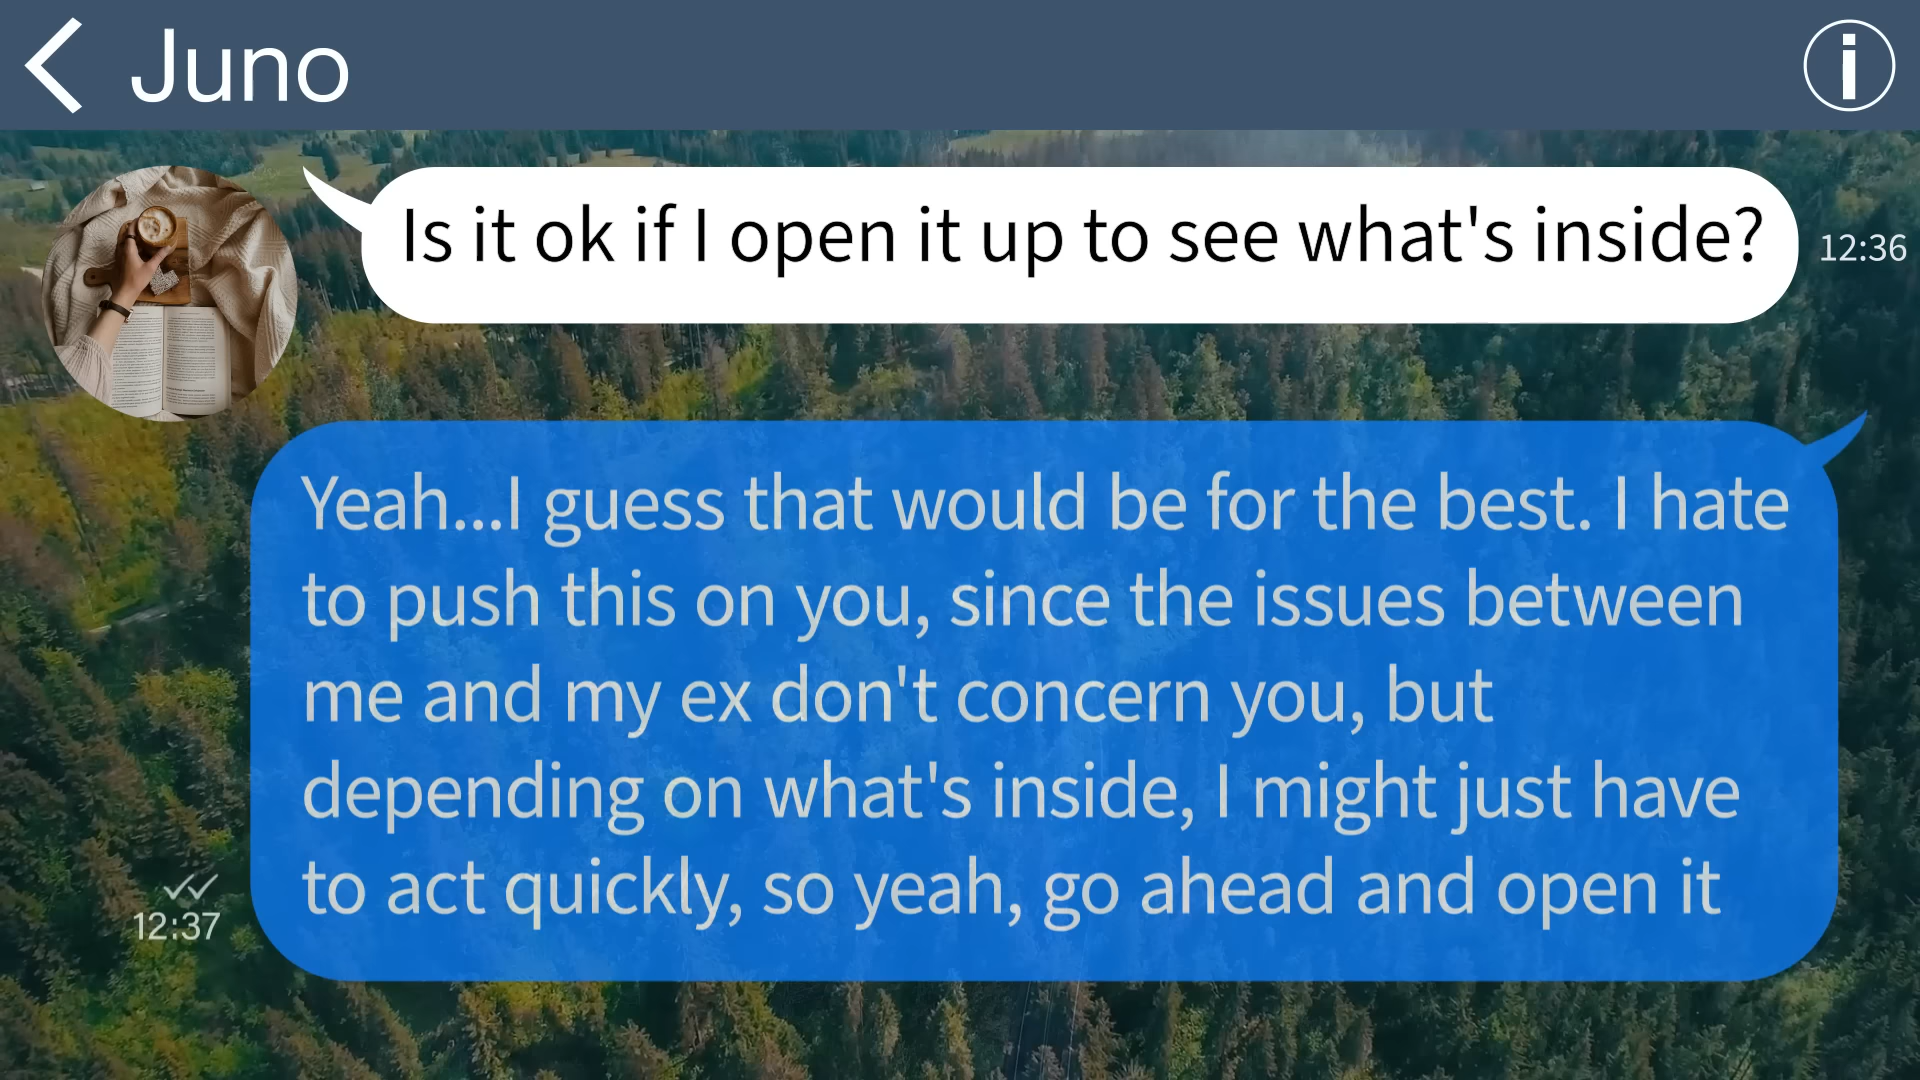 Juno
Is it ok if I open it up to see what's inside?
12:36
Yeah...I guess that would be for the best. I hate
to push this on you, since the issues between
me and my ex don't concern you, but
depending on what's inside, I might just have
to act quickly, so yeah, go ahead and open it
12:37